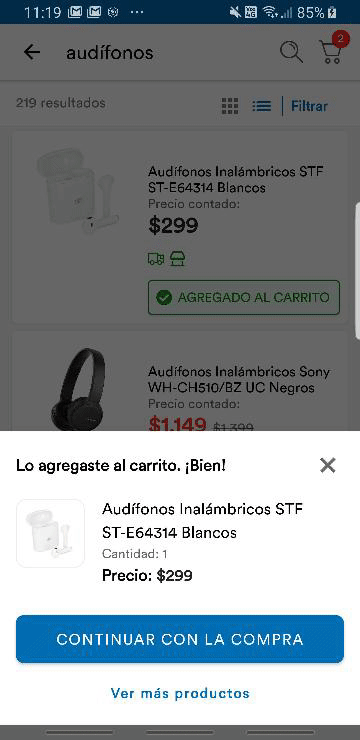 11:19
85%
audífonos
2
219 resultados
Filtrar
Audífonos Inalámbricos STF
ST-E64314 Blancos
Precio contado:
$299
AGREGADO AL CARRITO
Audífonos Inalámbricos Sony
WH-CH510/BZ UC Negros
Precio contado:
$1,149 $1,399
Lo agregaste al carrito. ¡Bien!
Audífonos Inalámbricos STF
ST-E64314 Blancos
Cantidad: 1
Precio: $299
CONTINUAR CON LA COMPRA
Ver más productos